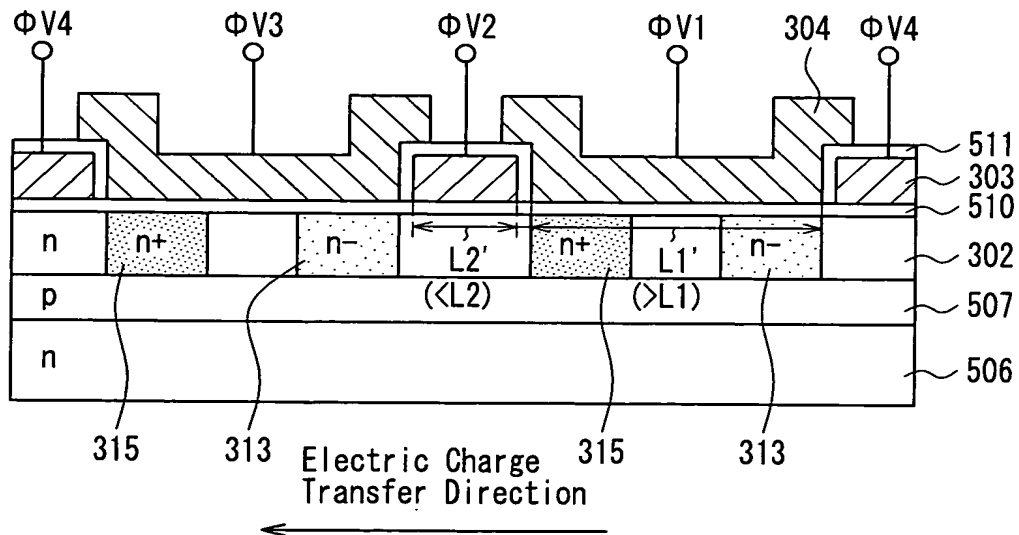 ΦV4 ΦV3 ΦV2 ΦV1 304 ΦV4
511
303
510
n n+ n- L2' n+ L1' n- 302
(<L2) (>L1)
p 507
n 506
315 313 315 313
Electric Charge
Transfer Direction